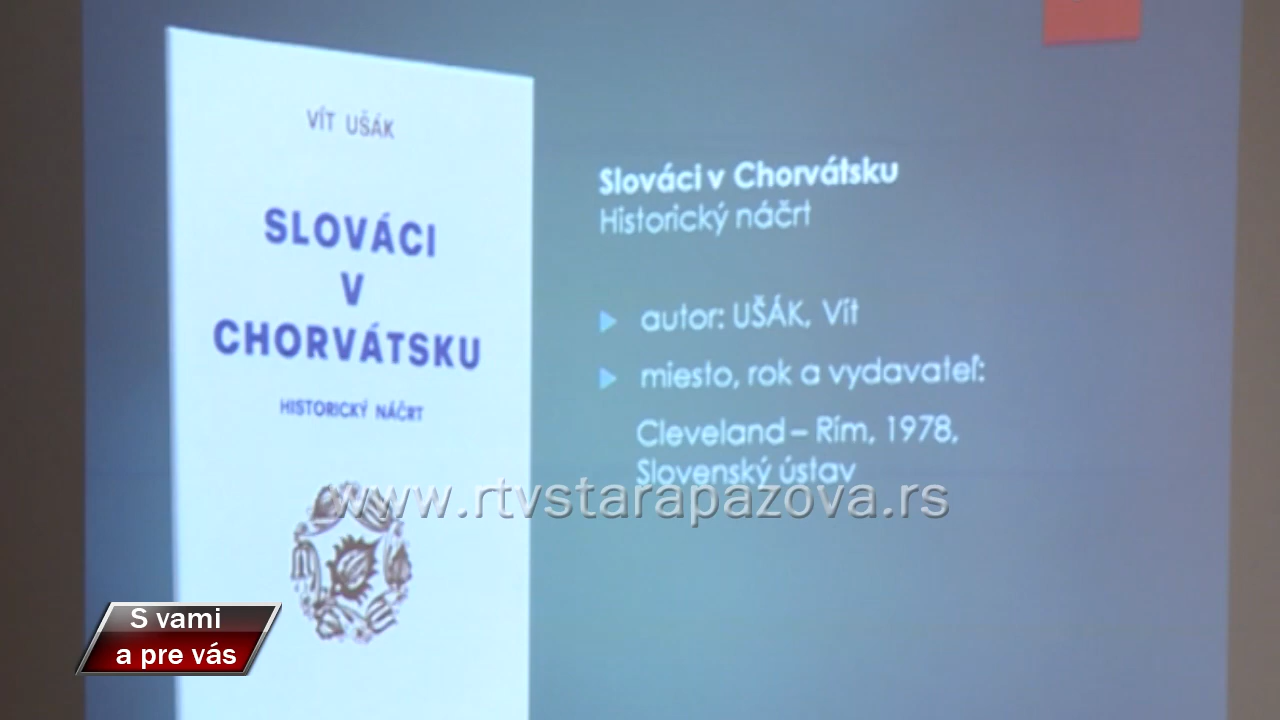 VÍT UŠÁK
SLOVÁCI
V
CHORVÁTSKU
HISTORICKÝ NÁČRT
Slováci v Chorvátsku
Historický náčrt
autor: UŠÁK, Vít
miesto, rok a vydavateľ:
Cleveland – Rím, 1978,
Slovenský ústav
www.rtvstarapazova.rs
S vami
a pre vás